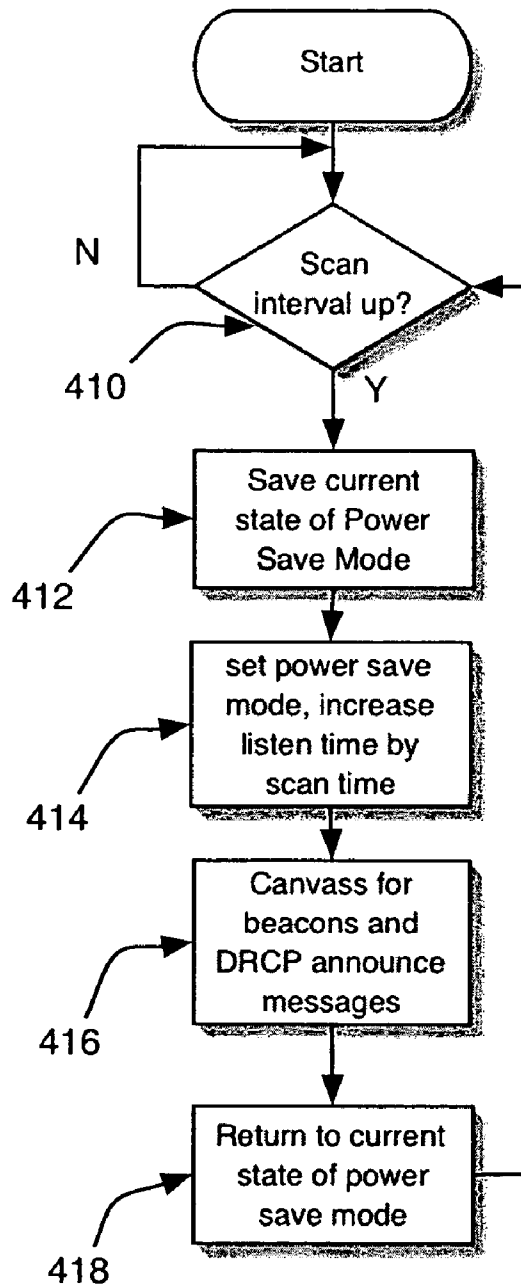 Start
N
Scan
interval up?
410
Y
Save current
state of Power
Save Mode
412
set power save
mode, increase
listen time by
scan time
414
Canvass for
beacons and
DRCP announce
messages
416
Return to current
state of power
save mode
418